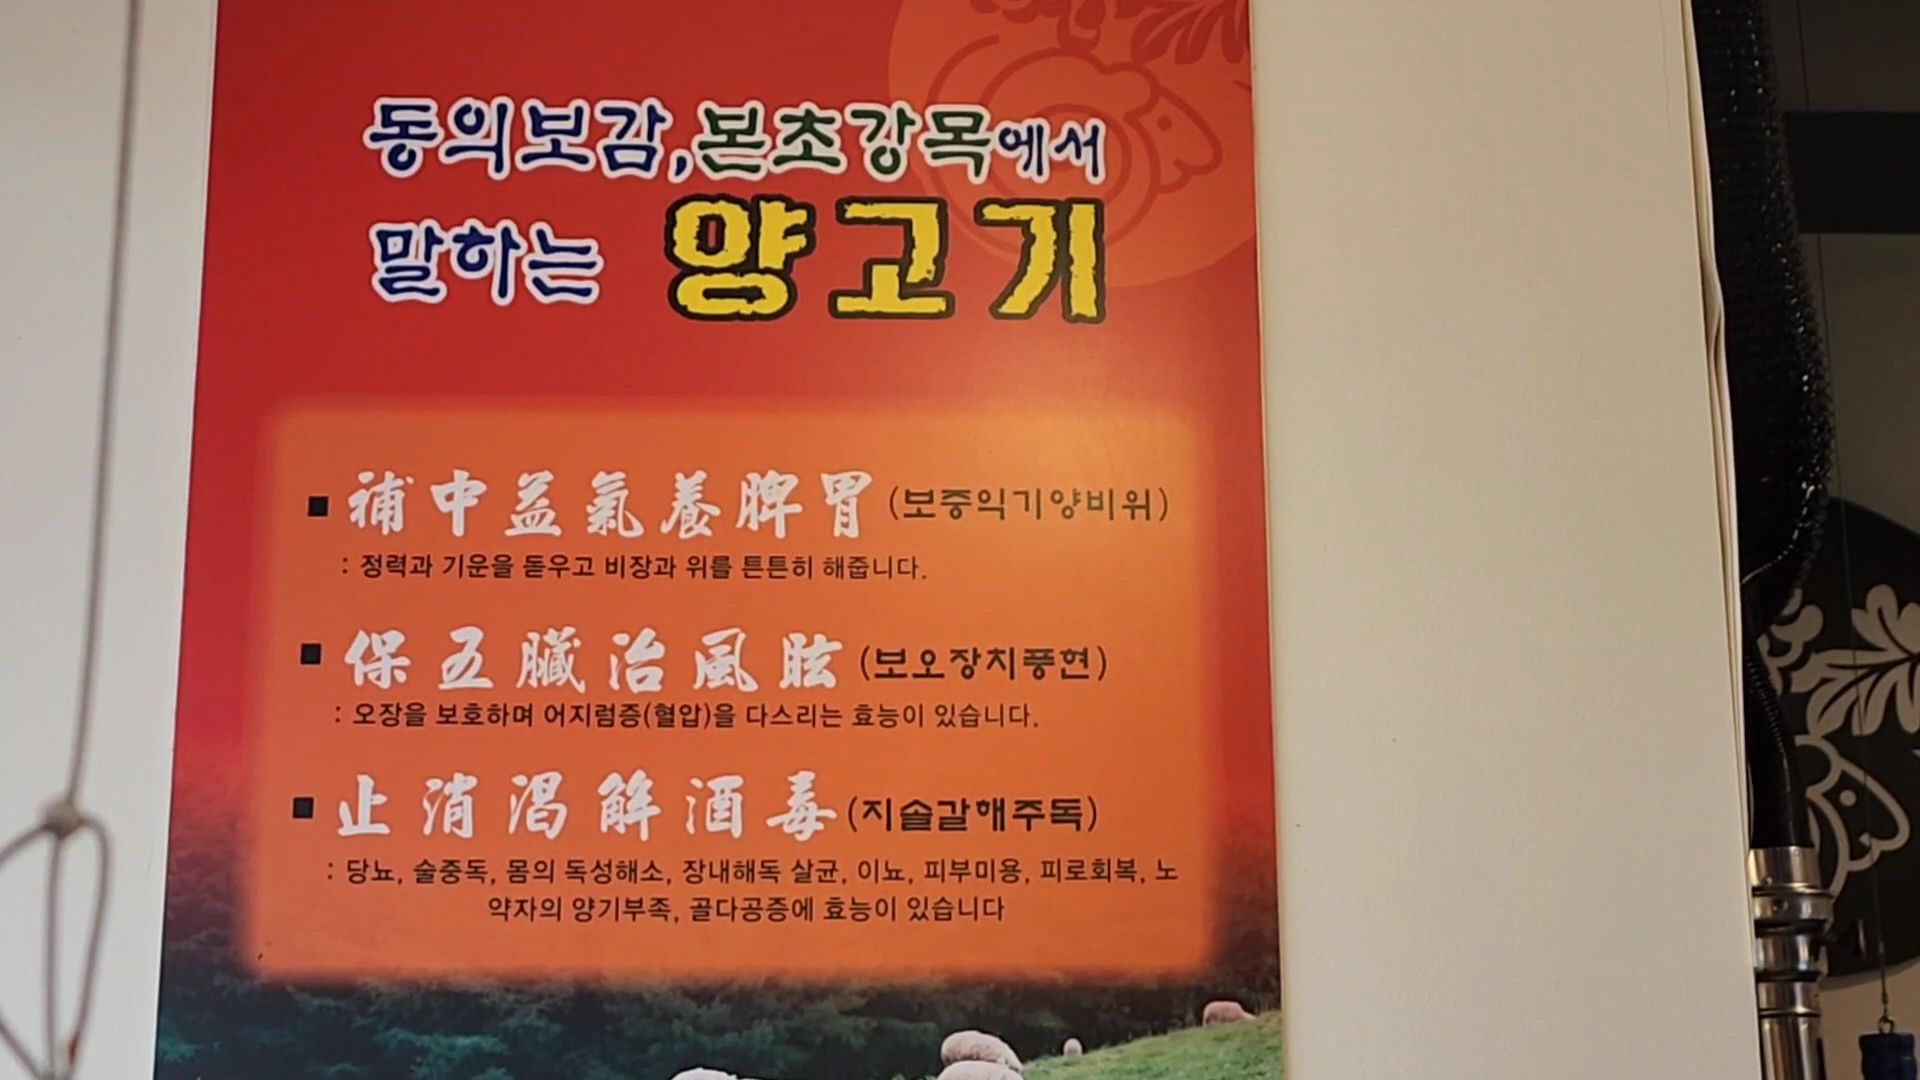 동의보감,본초강목에서
말하는 양고기
■ 補中益氣養脾胃(보중익기양비위)
: 정력과 기운을 돋우고 비장과 위를 튼튼히 해줍니다.
■ 保五臟治風眩(보오장치풍현)
: 오장을 보호하며 어지럼증(혈압)을 다스리는 효능이 있습니다.
■ 止消渴解酒毒(지솔갈해주독)
: 당뇨, 술중독, 몸의 독성해소, 장내해독 살균, 이뇨, 피부미용, 피로회복, 노
약자의 양기부족, 골다공증에 효능이 있습니다